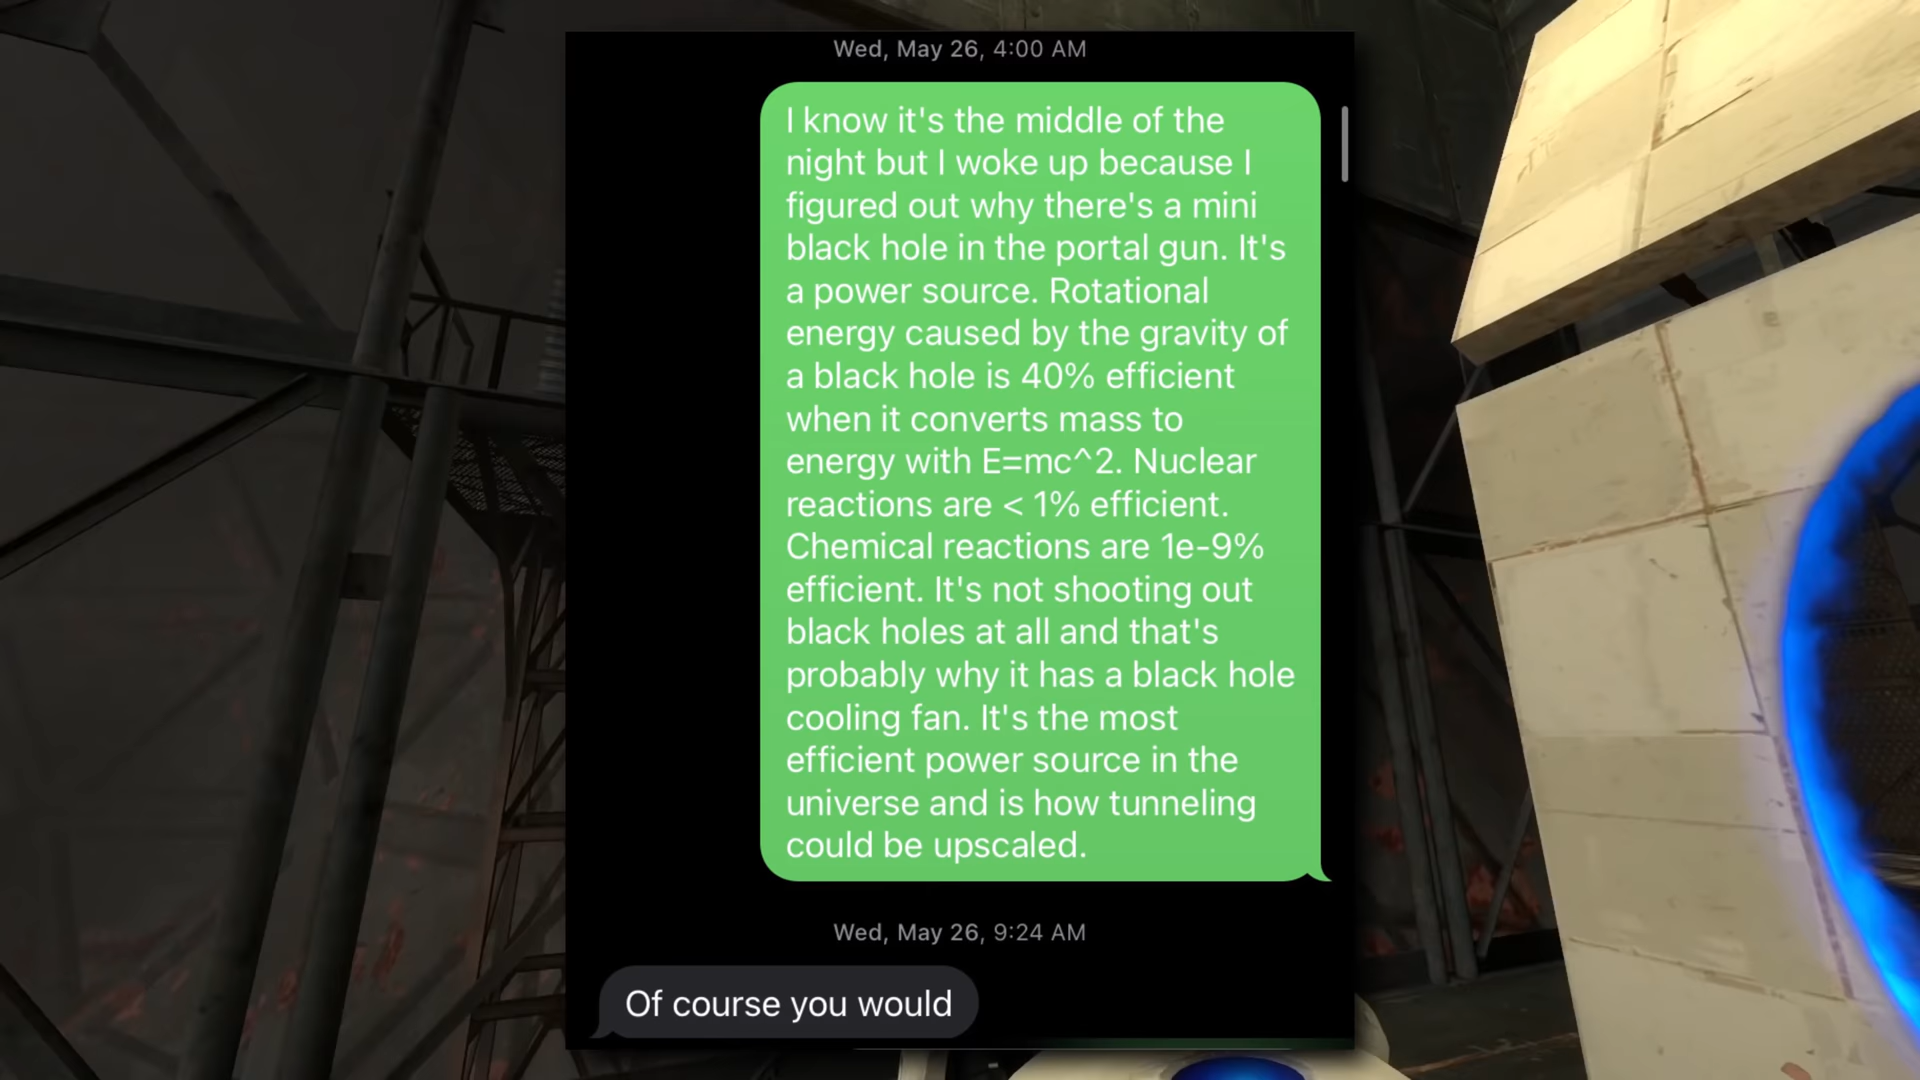 Wed, May 26, 4:00 AM
I know it's the middle of the
night but I woke up because I
figured out why there's a mini
black hole in the portal gun. It's
a power source. Rotational
energy caused by the gravity of
a black hole is 40% efficient
when it converts mass to
energy with E=mc^2. Nuclear
reactions are < 1% efficient.
Chemical reactions are 1e-9%
efficient. It's not shooting out
black holes at all and that's
probably why it has a black hole
cooling fan. It's the most
efficient power source in the
universe and is how tunneling
could be upscaled.
Wed, May 26, 9:24 AM
Of course you would